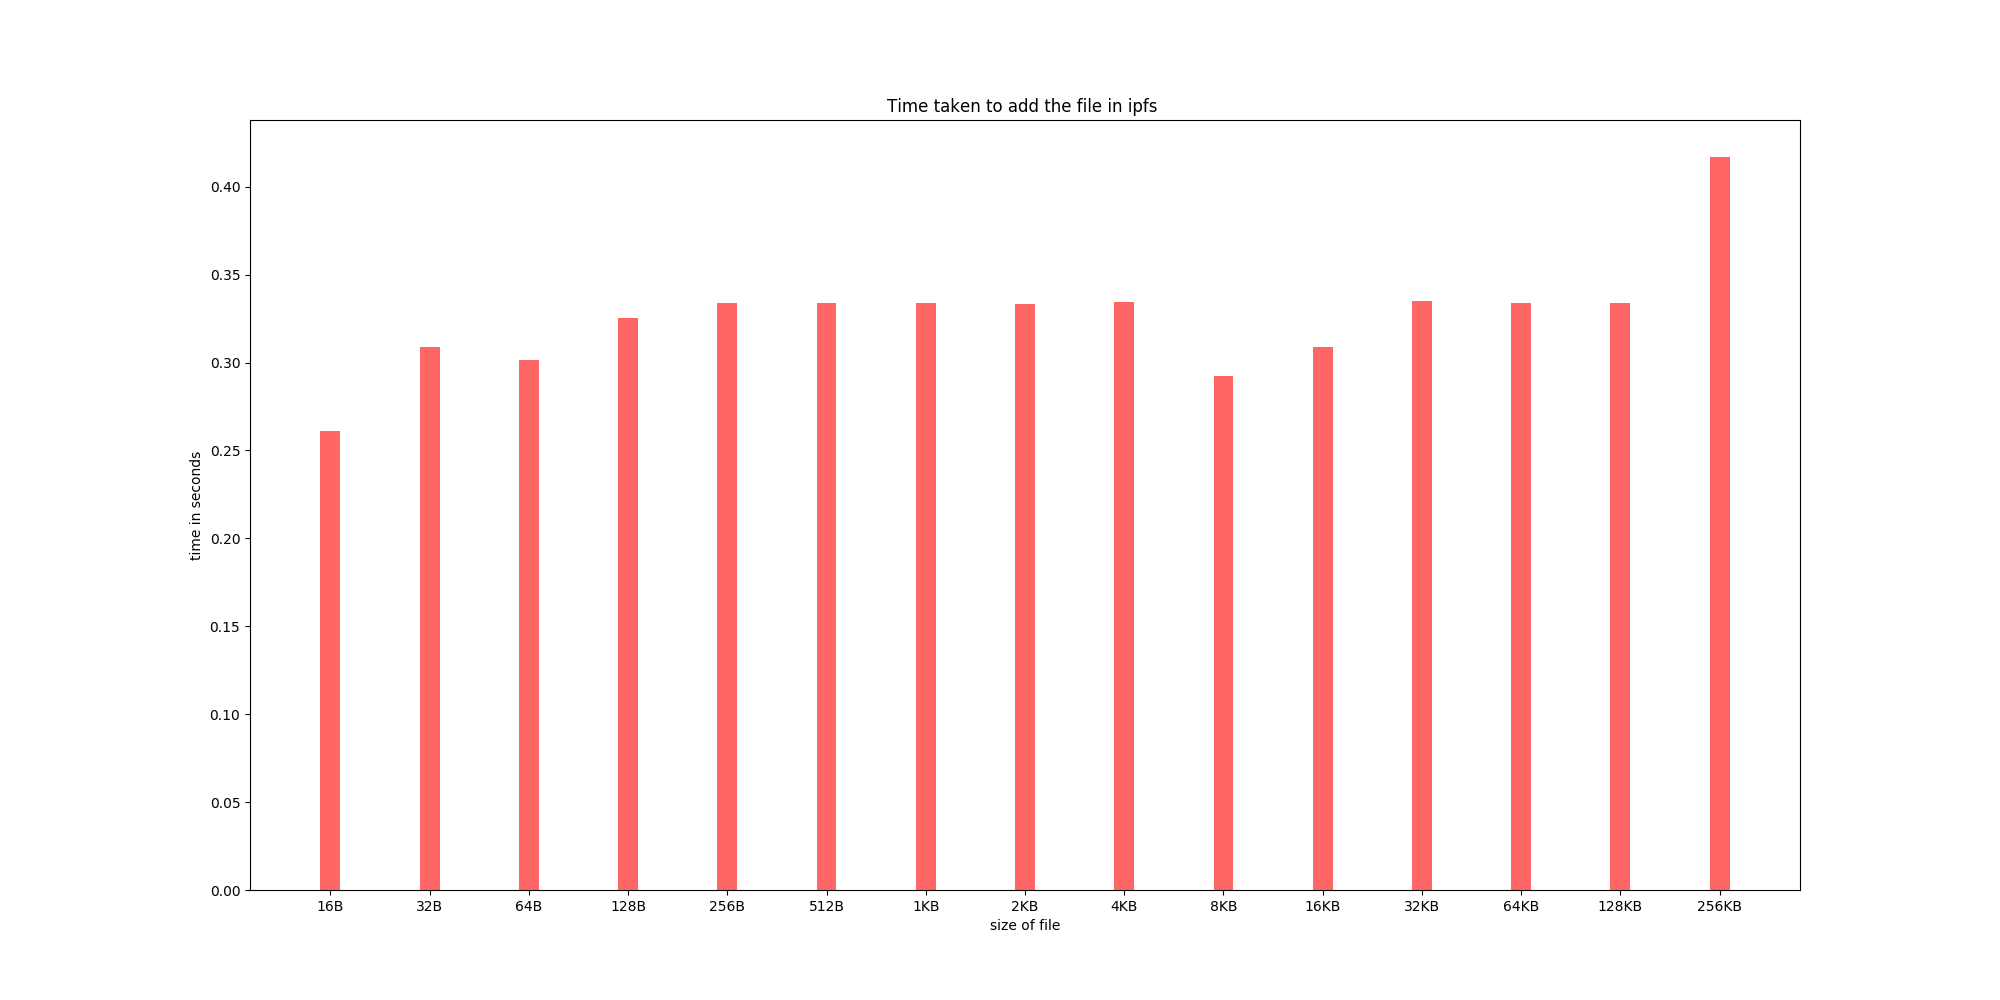 Time taken to add the file in ipfs
0.40
0.35
0.30
0.25
0.20
0.15
0.10
0.05
0.00
time in seconds
16B 32B 64B 128B 256B 512B 1KB 2KB 4KB 8KB 16KB 32KB 64KB 128KB 256KB
size of file